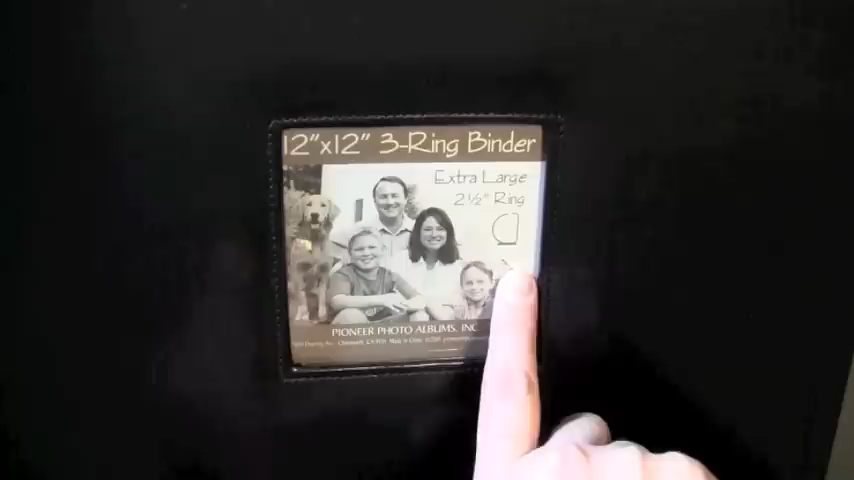 12"x12" 3-Ring Binder
Extra Large
2½" Ring
PIONEER PHOTO ALBUMS, INC